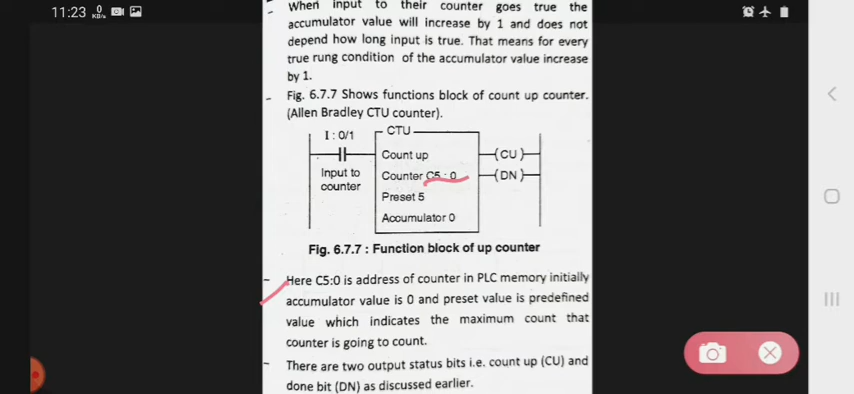 11:23 0 KB/s
When input to their counter goes true the
accumulator value will increase by 1 and does not
depend how long input is true. That means for every
true rung condition of the accumulator value increase
by 1.
- Fig. 6.7.7 Shows functions block of count up counter.
(Allen Bradley CTU counter).
I : 0/1
CTU
Count up
(CU)
Input to
counter
Counter C5 : 0
(DN)
Preset 5
Accumulator 0
Fig. 6.7.7 : Function block of up counter
- Here C5:0 is address of counter in PLC memory initially
accumulator value is 0 and preset value is predefined
value which indicates the maximum count that
counter is going to count.
- There are two output status bits i.e. count up (CU) and
done bit (DN) as discussed earlier.